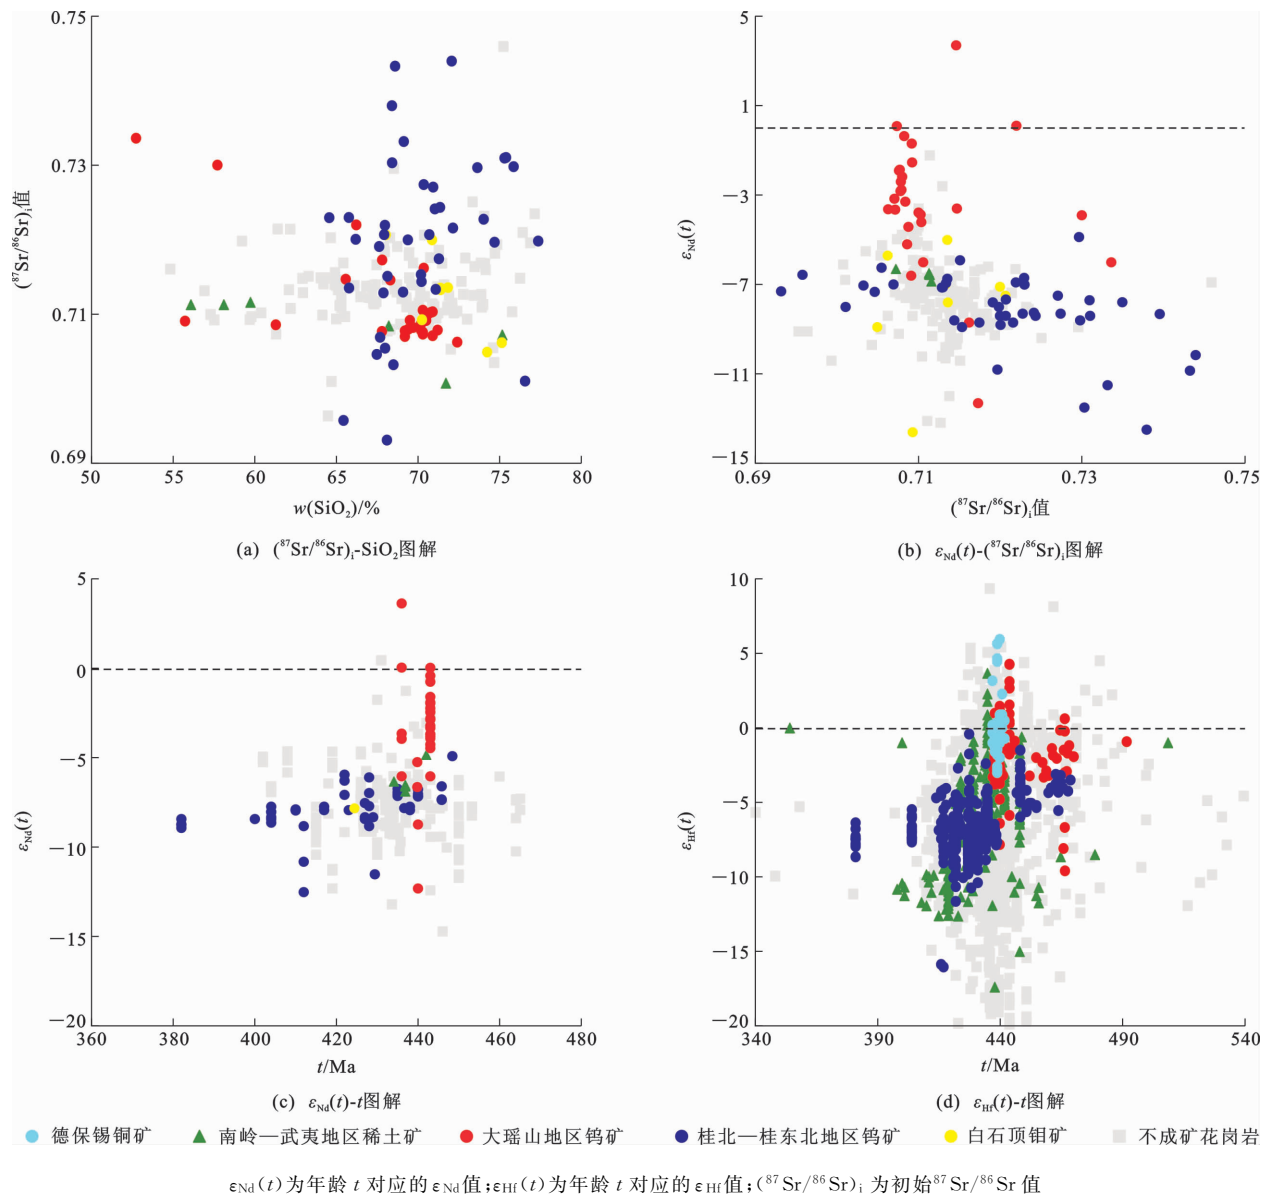 0.75
0.73
0.71
0.69
(⁸⁷Sr/⁸⁶Sr)ᵢ值
50 55 60 65 70 75 80
w(SiO₂)/%
(a) (⁸⁷Sr/⁸⁶Sr)ᵢ-SiO₂图解
5
1
−3
−7
−11
−15
εNd(t)
0.69 0.71 0.73 0.75
(⁸⁷Sr/⁸⁶Sr)ᵢ值
(b) εNd(t)-(⁸⁷Sr/⁸⁶Sr)ᵢ图解
5
0
−5
−10
−15
−20
εNd(t)
360 380 400 420 440 460 480
t/Ma
(c) εNd(t)-t图解
10
5
0
−5
−10
−15
−20
εHf(t)
340 390 440 490 540
t/Ma
(d) εHf(t)-t图解
德保锡铜矿 南岭—武夷地区稀土矿 大瑶山地区钨矿 桂北—桂东北地区钨矿 白石顶钼矿 不成矿花岗岩
εNd(t)为年龄 t 对应的 εNd值;εHf(t)为年龄 t 对应的 εHf值;(⁸⁷Sr/⁸⁶Sr)ᵢ 为初始⁸⁷Sr/⁸⁶Sr 值